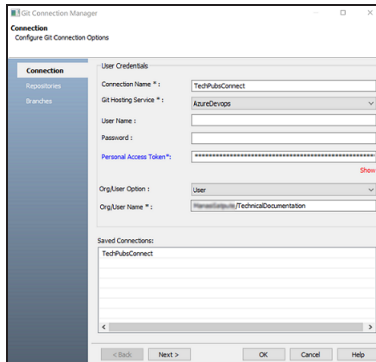 Git Connection Manager
Connection
Configure Git Connection Options
Connection
Repositories
Branches
User Credentials
Connection Name * :
TechPubsConnect
Git Hosting Service * :
AzureDevops
User Name :
Password :
Personal Access Token*:
Show
Org/User Option :
User
Org/User Name * :
/TechnicalDocumentation
Saved Connections:
TechPubsConnect
< Back
Next >
OK
Cancel
Help